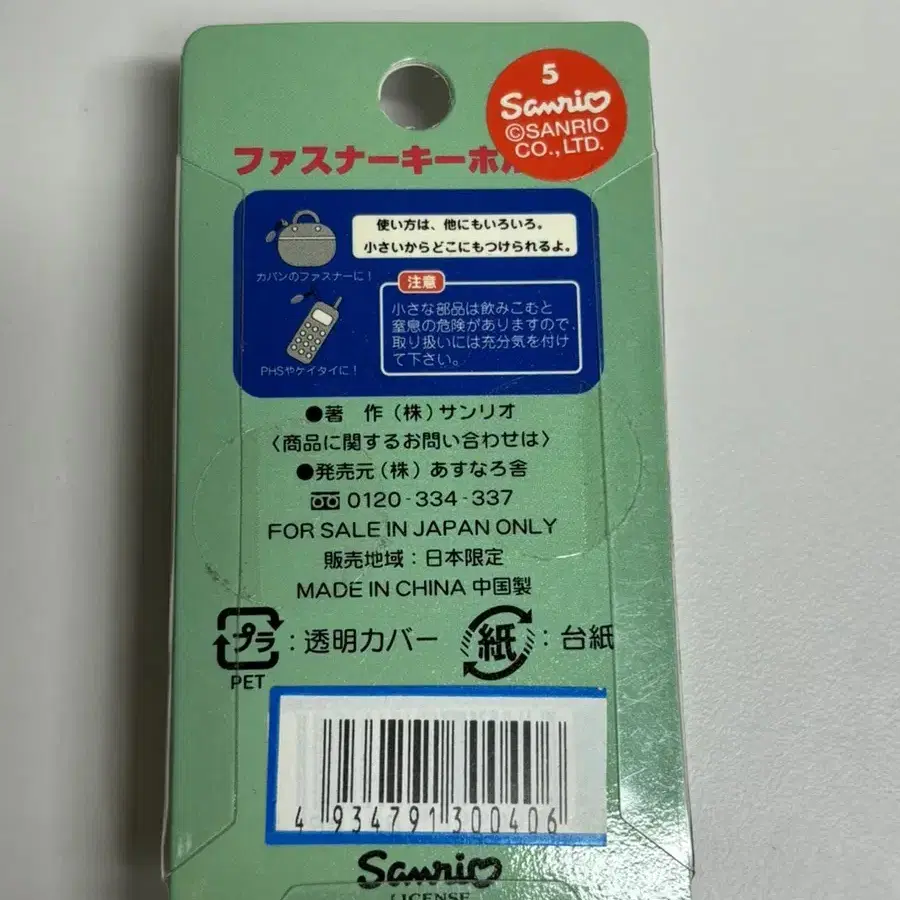 5
Sanrio
©SANRIO
CO., LTD.
ファスナーキーホル
使い方は、他にもいろいろ。
小さいからどこにもつけられるよ。
カバンのファスナーに!
注意
小さな部品は飲みこむと
窒息の危険がありますので、
取り扱いには充分気を付け
て下さい。
PHSやケイタイに!
●著 作(株)サンリオ
〈商品に関するお問い合わせは〉
●発売元(株)あすなろ舎
0120-334-337
FOR SALE IN JAPAN ONLY
販売地域:日本限定
MADE IN CHINA 中国製
プラ:透明カバー 紙:台紙
PET
4 934791 300406
Sanrio
LICENSE